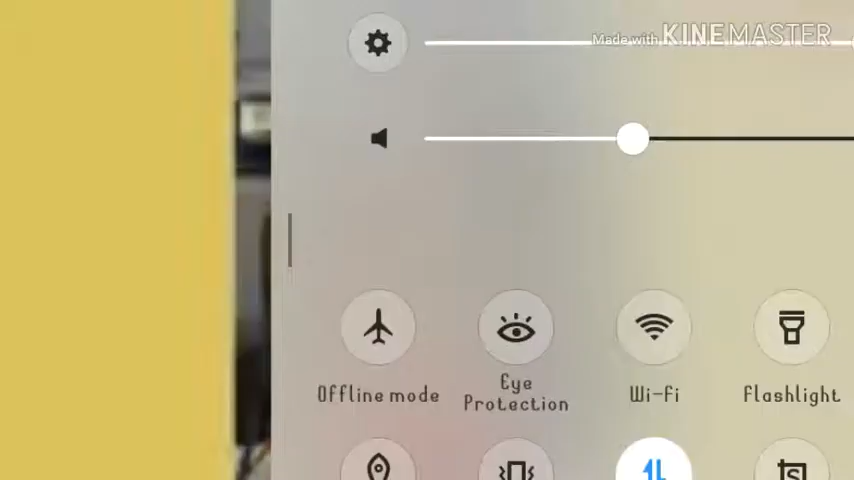 Made with KINEMASTER
Offline mode
Eye
Protection
Wi-Fi
Flashlight